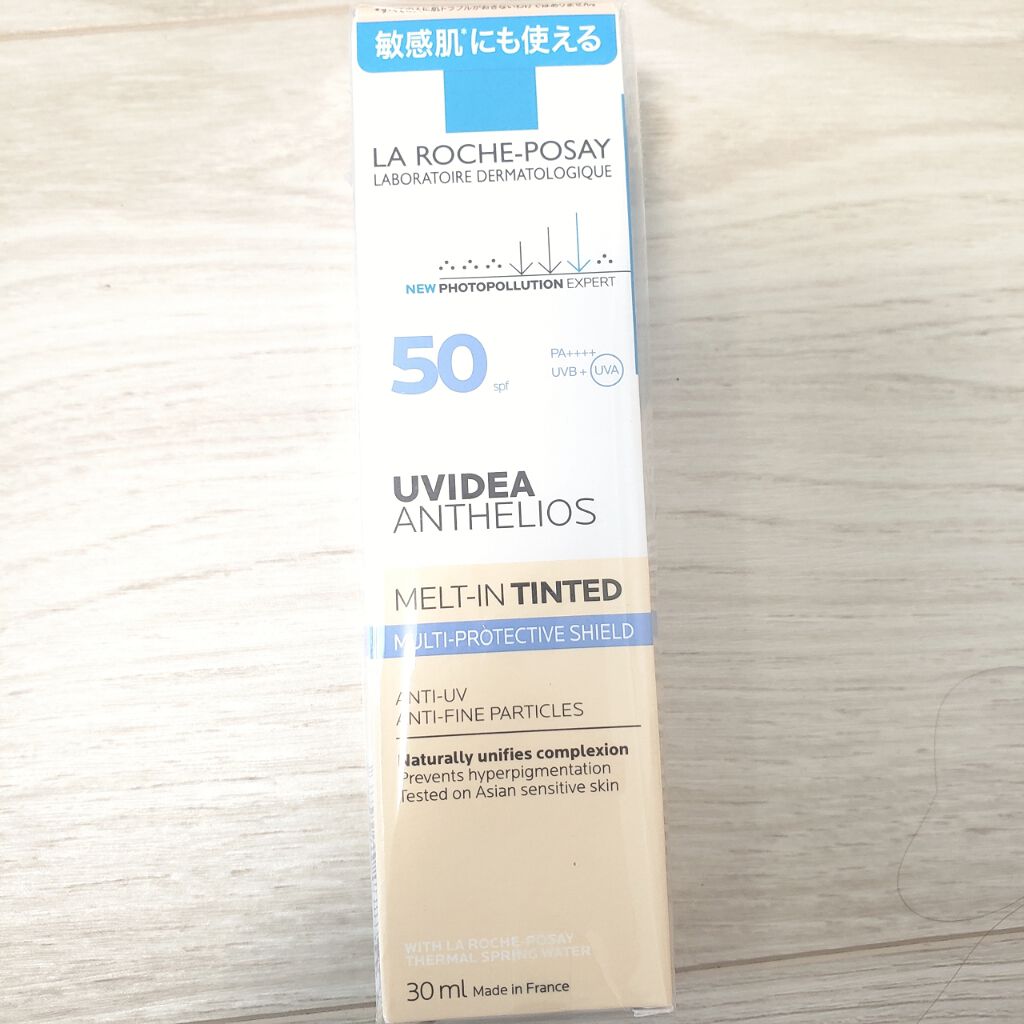 敏感肌*にも使える
LA ROCHE-POSAY
LABORATOIRE DERMATOLOGIQUE
NEW PHOTOPOLLUTION EXPERT
50 spf
PA++++
UVB + UVA
UVIDEA
ANTHELIOS
MELT-IN TINTED
MULTI-PROTECTIVE SHIELD
ANTI-UV
ANTI-FINE PARTICLES
Naturally unifies complexion
Prevents hyperpigmentation
Tested on Asian sensitive skin
WITH LA ROCHE-POSAY
THERMAL SPRING WATER
30 ml Made in France